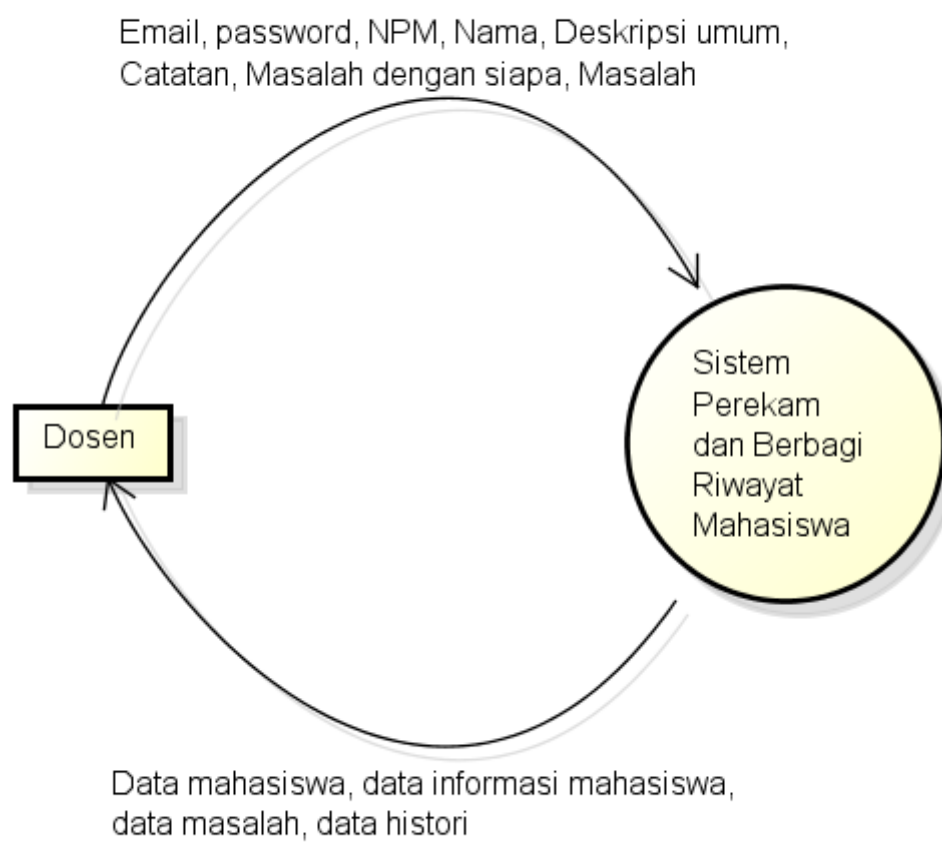 Email, password, NPM, Nama, Deskripsi umum,
Catatan, Masalah dengan siapa, Masalah
Dosen
Sistem
Perekam
dan Berbagi
Riwayat
Mahasiswa
Data mahasiswa, data informasi mahasiswa,
data masalah, data histori